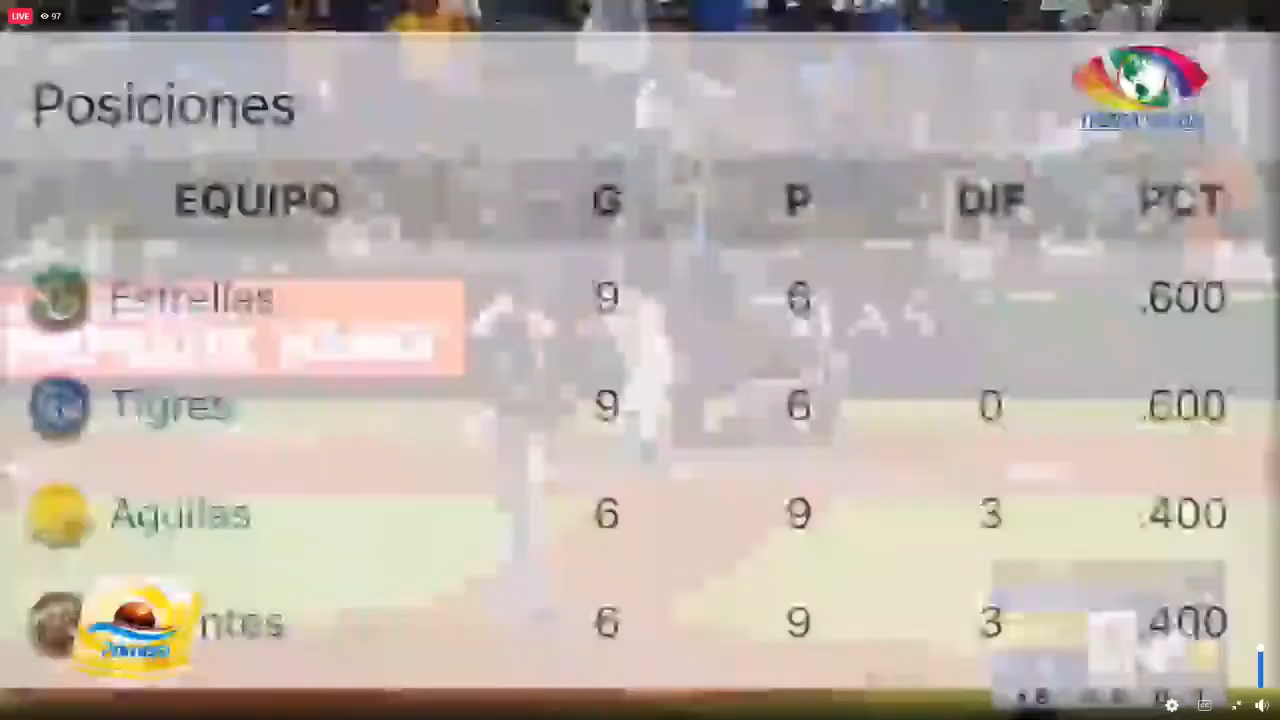 LIVE 97
Posiciones
EQUIPO G P DIF PCT
Estrellas 9 6 .600
Tigres 9 6 0 .600
Aguilas 6 9 3 .400
ntes 6 9 3 .400